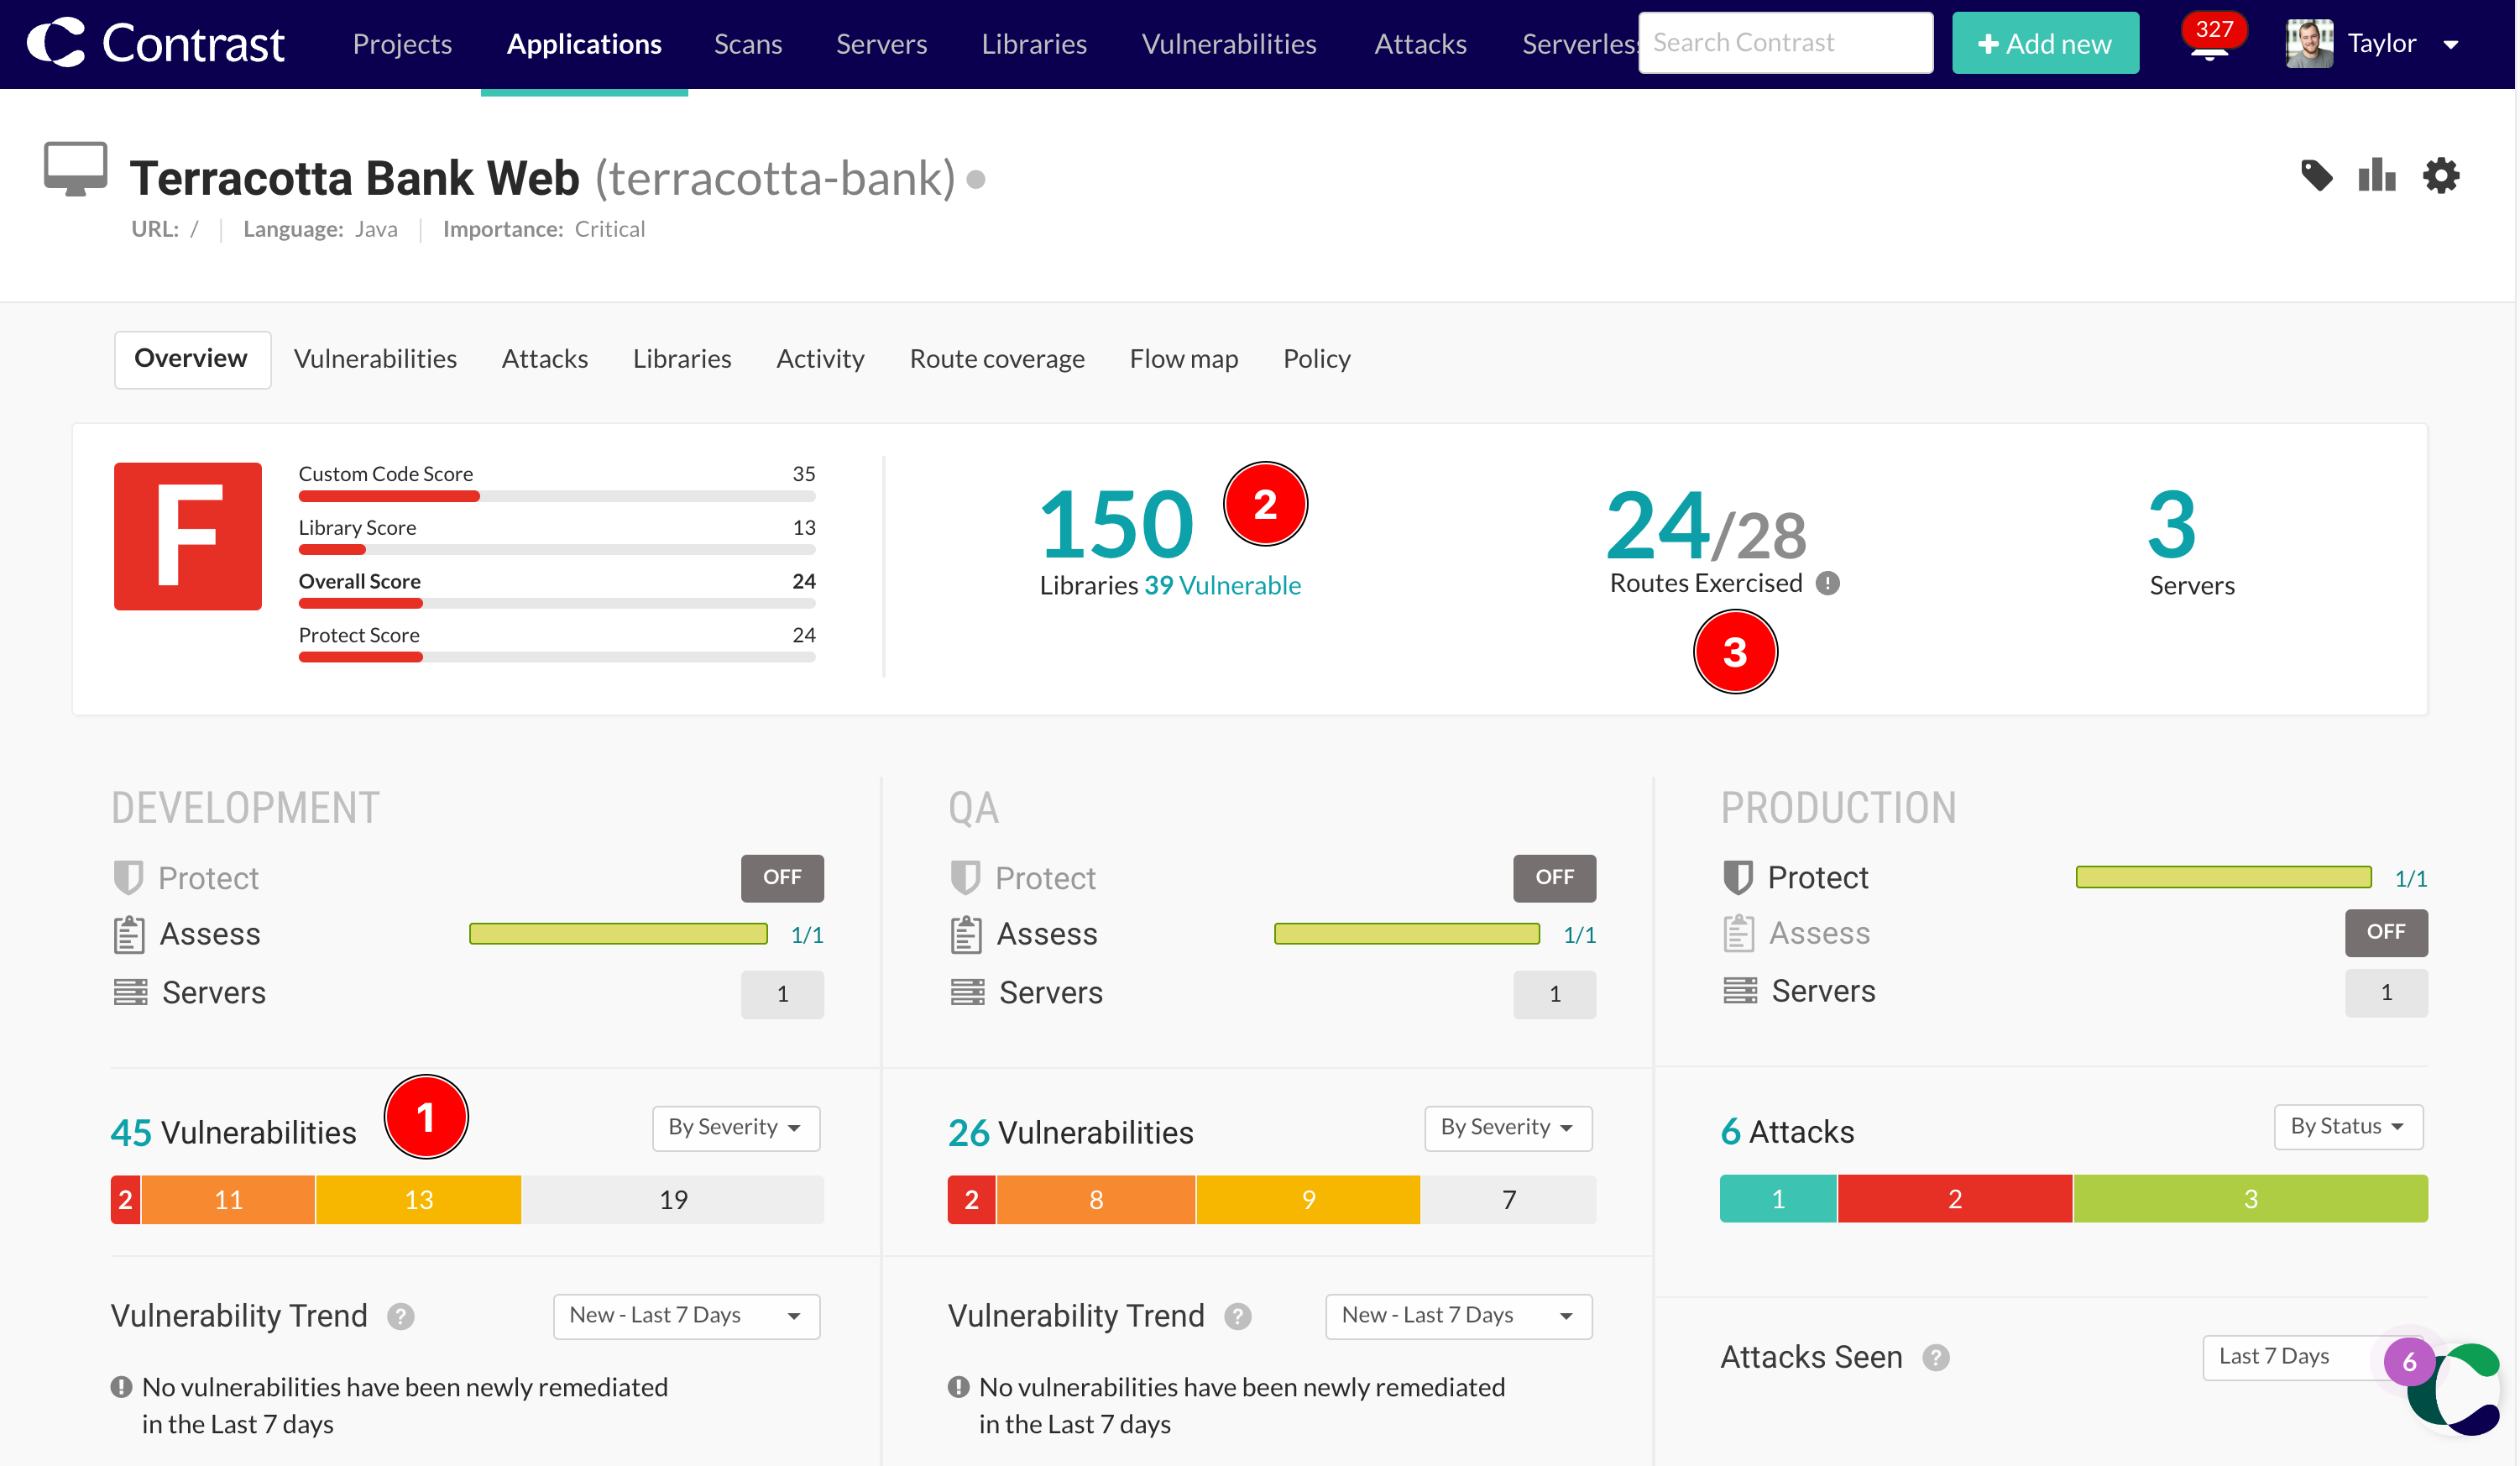 Contrast
Projects Applications Scans Servers Libraries Vulnerabilities Attacks Serverles Search Contrast + Add new 327 Taylor
Terracotta Bank Web (terracotta-bank)
URL: / Language: Java Importance: Critical
Overview Vulnerabilities Attacks Libraries Activity Route coverage Flow map Policy
F
Custom Code Score 35
Library Score 13
Overall Score 24
Protect Score 24
150 2
Libraries 39 Vulnerable
24/28
Routes Exercised !
3
3
Servers
DEVELOPMENT
Protect OFF
Assess 1/1
Servers 1
45 Vulnerabilities 1 By Severity
2 11 13 19
Vulnerability Trend ? New - Last 7 Days
! No vulnerabilities have been newly remediated
in the Last 7 days
QA
Protect OFF
Assess 1/1
Servers 1
26 Vulnerabilities By Severity
2 8 9 7
Vulnerability Trend ? New - Last 7 Days
! No vulnerabilities have been newly remediated
in the Last 7 days
PRODUCTION
Protect 1/1
Assess OFF
Servers 1
6 Attacks By Status
1 2 3
Attacks Seen ? Last 7 Days
6